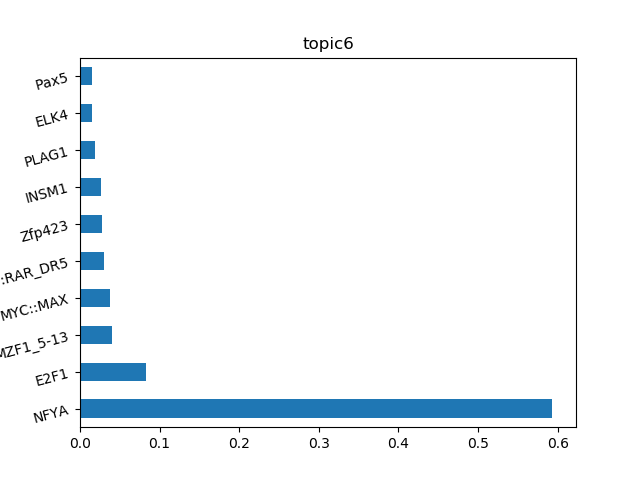 topic6
Pax5
ELK4
PLAG1
INSM1
Zfp423
::RAR_DR5
MYC::MAX
MZF1_5-13
E2F1
NFYA
0.0 0.1 0.2 0.3 0.4 0.5 0.6